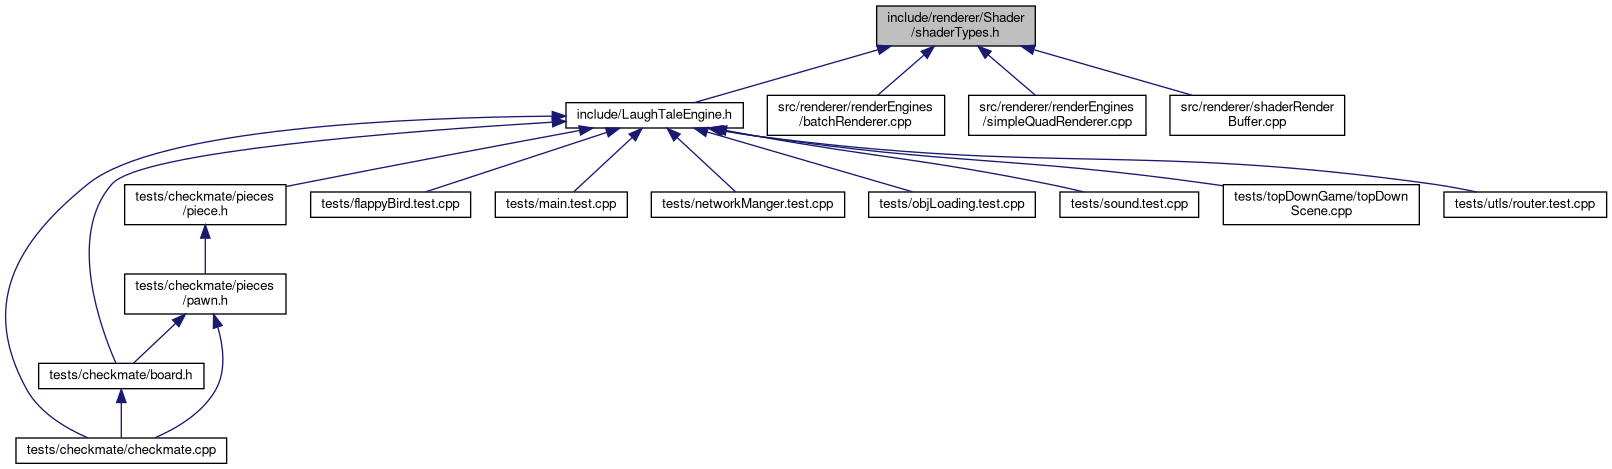 include/renderer/Shader
/shaderTypes.h
include/LaughTaleEngine.h
src/renderer/renderEngines
/batchRenderer.cpp
src/renderer/renderEngines
/simpleQuadRenderer.cpp
src/renderer/shaderRender
Buffer.cpp
tests/checkmate/pieces
/piece.h
tests/flappyBird.test.cpp
tests/main.test.cpp
tests/networkManger.test.cpp
tests/objLoading.test.cpp
tests/sound.test.cpp
tests/topDownGame/topDown
Scene.cpp
tests/utls/router.test.cpp
tests/checkmate/pieces
/pawn.h
tests/checkmate/board.h
tests/checkmate/checkmate.cpp